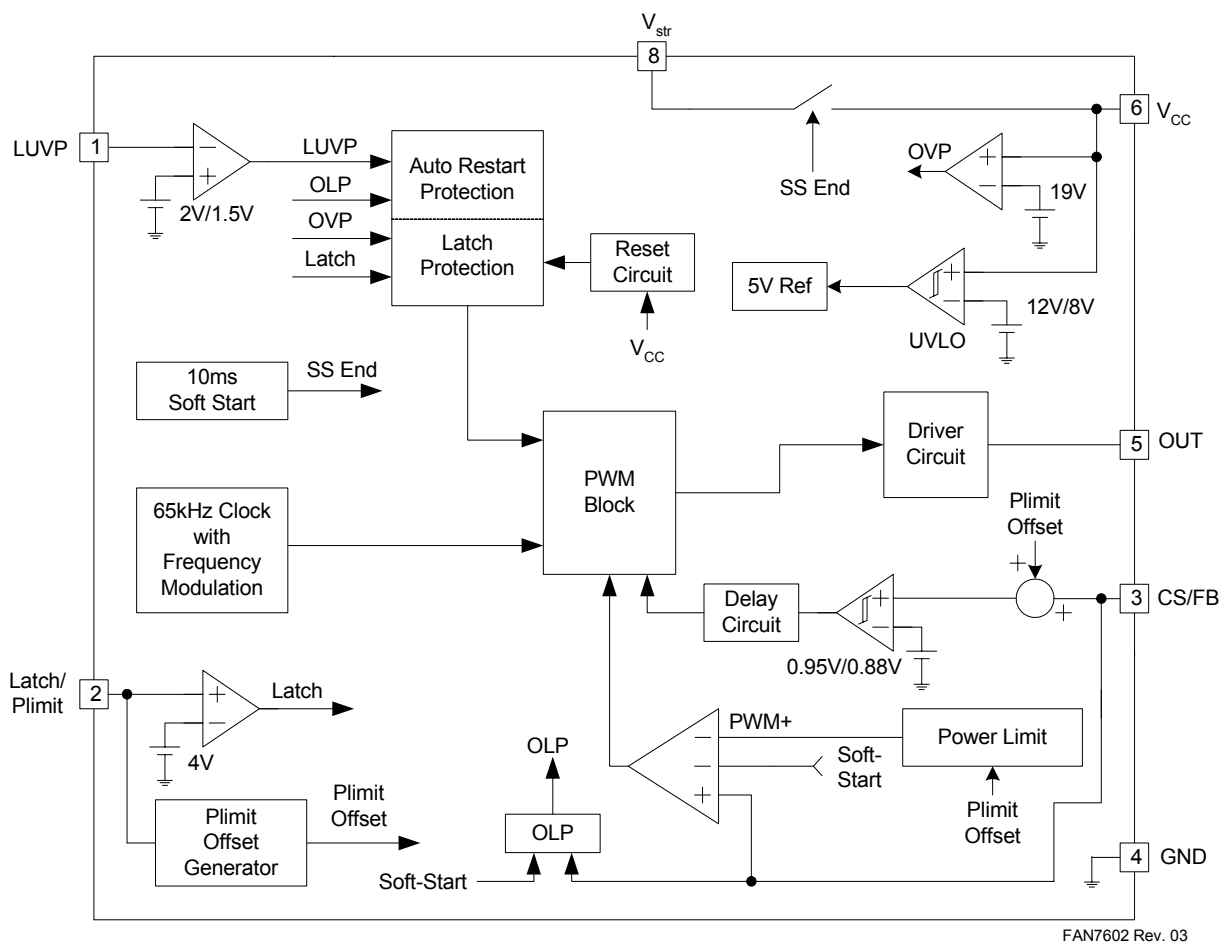 V_str
8
6
V_CC
LUVP
1
LUVP
OLP
OVP
Latch
2V/1.5V
Auto Restart
Protection
Latch
Protection
Reset
Circuit
V_CC
SS End
OVP
19V
5V Ref
12V/8V
UVLO
10ms
Soft Start
SS End
PWM
Block
Driver
Circuit
5
OUT
65kHz Clock
with
Frequency
Modulation
Plimit
Offset
+
+
3
CS/FB
Delay
Circuit
0.95V/0.88V
Latch/
Plimit
2
Latch
4V
PWM+
Soft-
Start
Power Limit
Plimit
Offset
OLP
OLP
Plimit
Offset
Generator
Plimit
Offset
Soft-Start
4
GND
FAN7602 Rev. 03